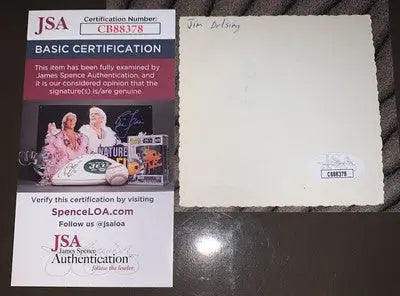 JSA
Certification Number:
CB88378
BASIC CERTIFICATION
This item has been fully examined by
James Spence Authentication, and
it is our considered opinion that the
signature(s) is/are genuine.
Verify this certification by visiting
SpenceLOA.com
Follow us @jsaloa
JSA
James Spence
Authentication
follow the leader
Jim Delsing
CB88378